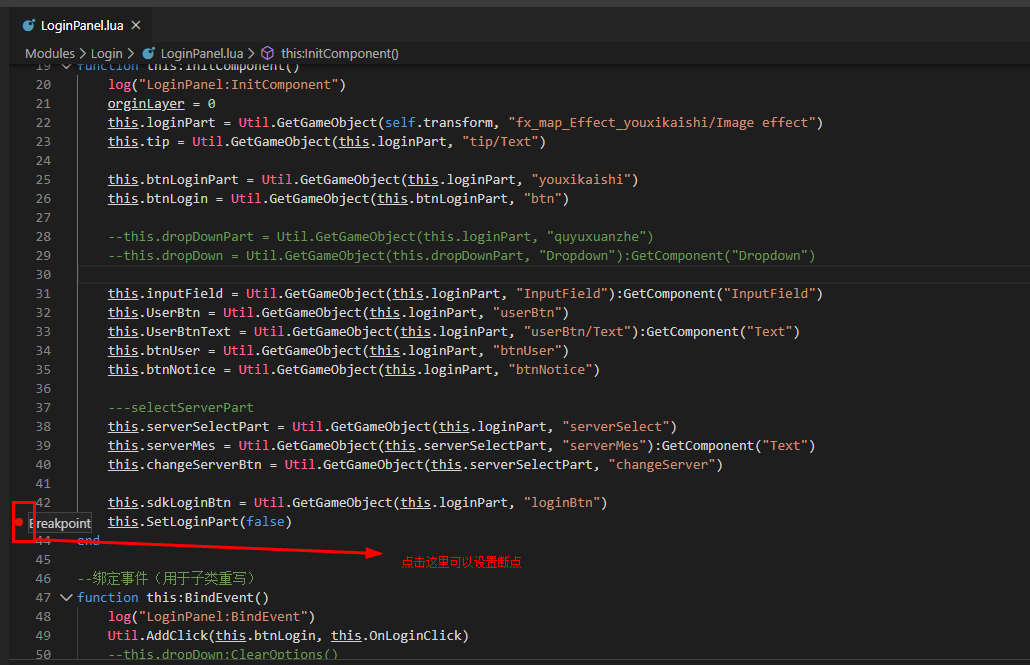 LoginPanel.lua
Modules > Login > LoginPanel.lua > this:InitComponent()
19 function this:InitComponent()
20 log("LoginPanel:InitComponent")
21 orginLayer = 0
22 this.loginPart = Util.GetGameObject(self.transform, "fx_map_Effect_youxikaishi/Image effect")
23 this.tip = Util.GetGameObject(this.loginPart, "tip/Text")
24
25 this.btnLoginPart = Util.GetGameObject(this.loginPart, "youxikaishi")
26 this.btnLogin = Util.GetGameObject(this.btnLoginPart, "btn")
27
28 --this.dropDownPart = Util.GetGameObject(this.loginPart, "quyuxuanzhe")
29 --this.dropDown = Util.GetGameObject(this.dropDownPart, "Dropdown"):GetComponent("Dropdown")
30
31 this.inputField = Util.GetGameObject(this.loginPart, "InputField"):GetComponent("InputField")
32 this.UserBtn = Util.GetGameObject(this.loginPart, "userBtn")
33 this.UserBtnText = Util.GetGameObject(this.loginPart, "userBtn/Text"):GetComponent("Text")
34 this.btnUser = Util.GetGameObject(this.loginPart, "btnUser")
35 this.btnNotice = Util.GetGameObject(this.loginPart, "btnNotice")
36
37 ---selectServerPart
38 this.serverSelectPart = Util.GetGameObject(this.loginPart, "serverSelect")
39 this.serverMes = Util.GetGameObject(this.serverSelectPart, "serverMes"):GetComponent("Text")
40 this.changeServerBtn = Util.GetGameObject(this.serverSelectPart, "changeServer")
41
42 this.sdkLoginBtn = Util.GetGameObject(this.loginPart, "loginBtn")
Breakpoint this.SetLoginPart(false)
44 end
点击这里可以设置断点
45
46 --绑定事件（用于子类重写）
47 function this:BindEvent()
48 log("LoginPanel:BindEvent")
49 Util.AddClick(this.btnLogin, this.OnLoginClick)
50 --this.dropDown:ClearOptions()